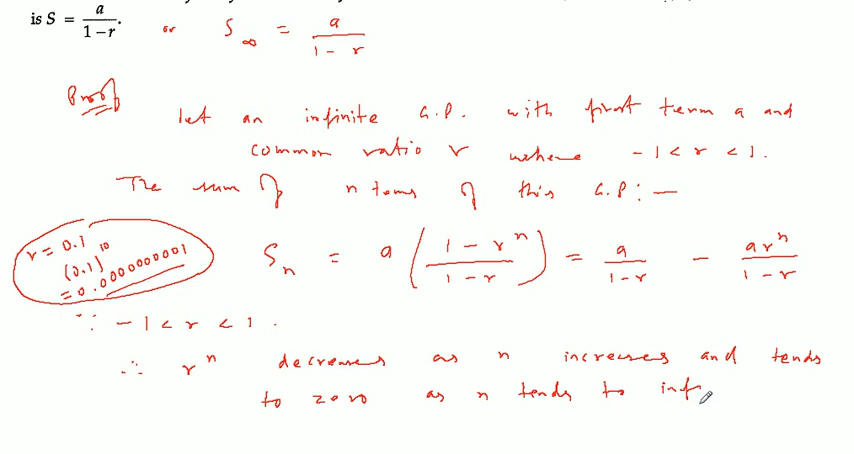 is S = a/(1-r). or S∞ = a/(1 - r)
Proof
let an infinite G.P. with first term a and
common ratio r where -1 < r < 1.
The sum of n terms of this G.P: —
r = 0.1
(0.1)^10
= 0.0000000001
Sn = a((1 - r^n)/(1 - r)) = a/(1-r) - ar^n/(1-r)
∵ -1 < r < 1.
∴ r^n decreases as n increases and tends
to zero as n tends to inf